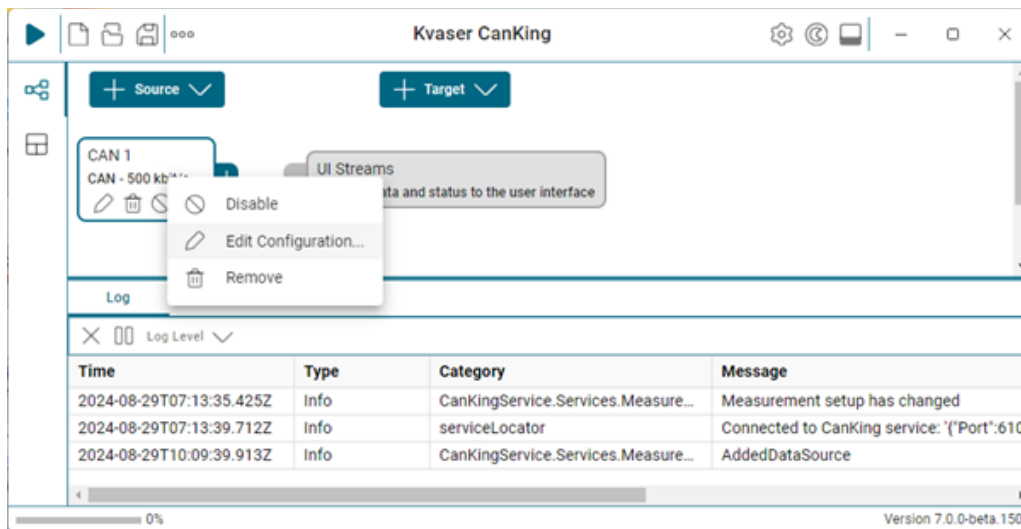 Kvaser CanKing
Source
Target
CAN 1
CAN - 500
UI Streams
and status to the user interface
Disable
Edit Configuration...
Remove
Log
Log Level
Time Type Category Message
2024-08-29T07:13:35.425Z Info CanKingService.Services.Measure... Measurement setup has changed
2024-08-29T07:13:39.712Z Info serviceLocator Connected to CanKing service: '{"Port":610
2024-08-29T10:09:39.913Z Info CanKingService.Services.Measure... AddedDataSource
0%
Version 7.0.0-beta.150